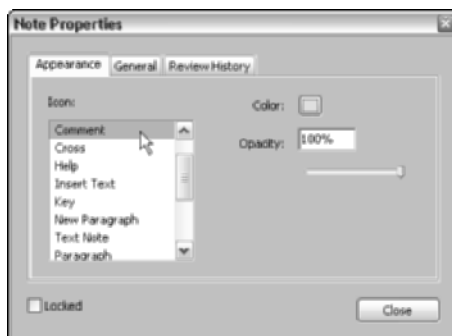 Note Properties
Appearance General Review History
Icon:
Color:
Comment
Cross
Opacity: 100%
Help
Insert Text
Key
New Paragraph
Text Note
Paragraph
Locked
Close